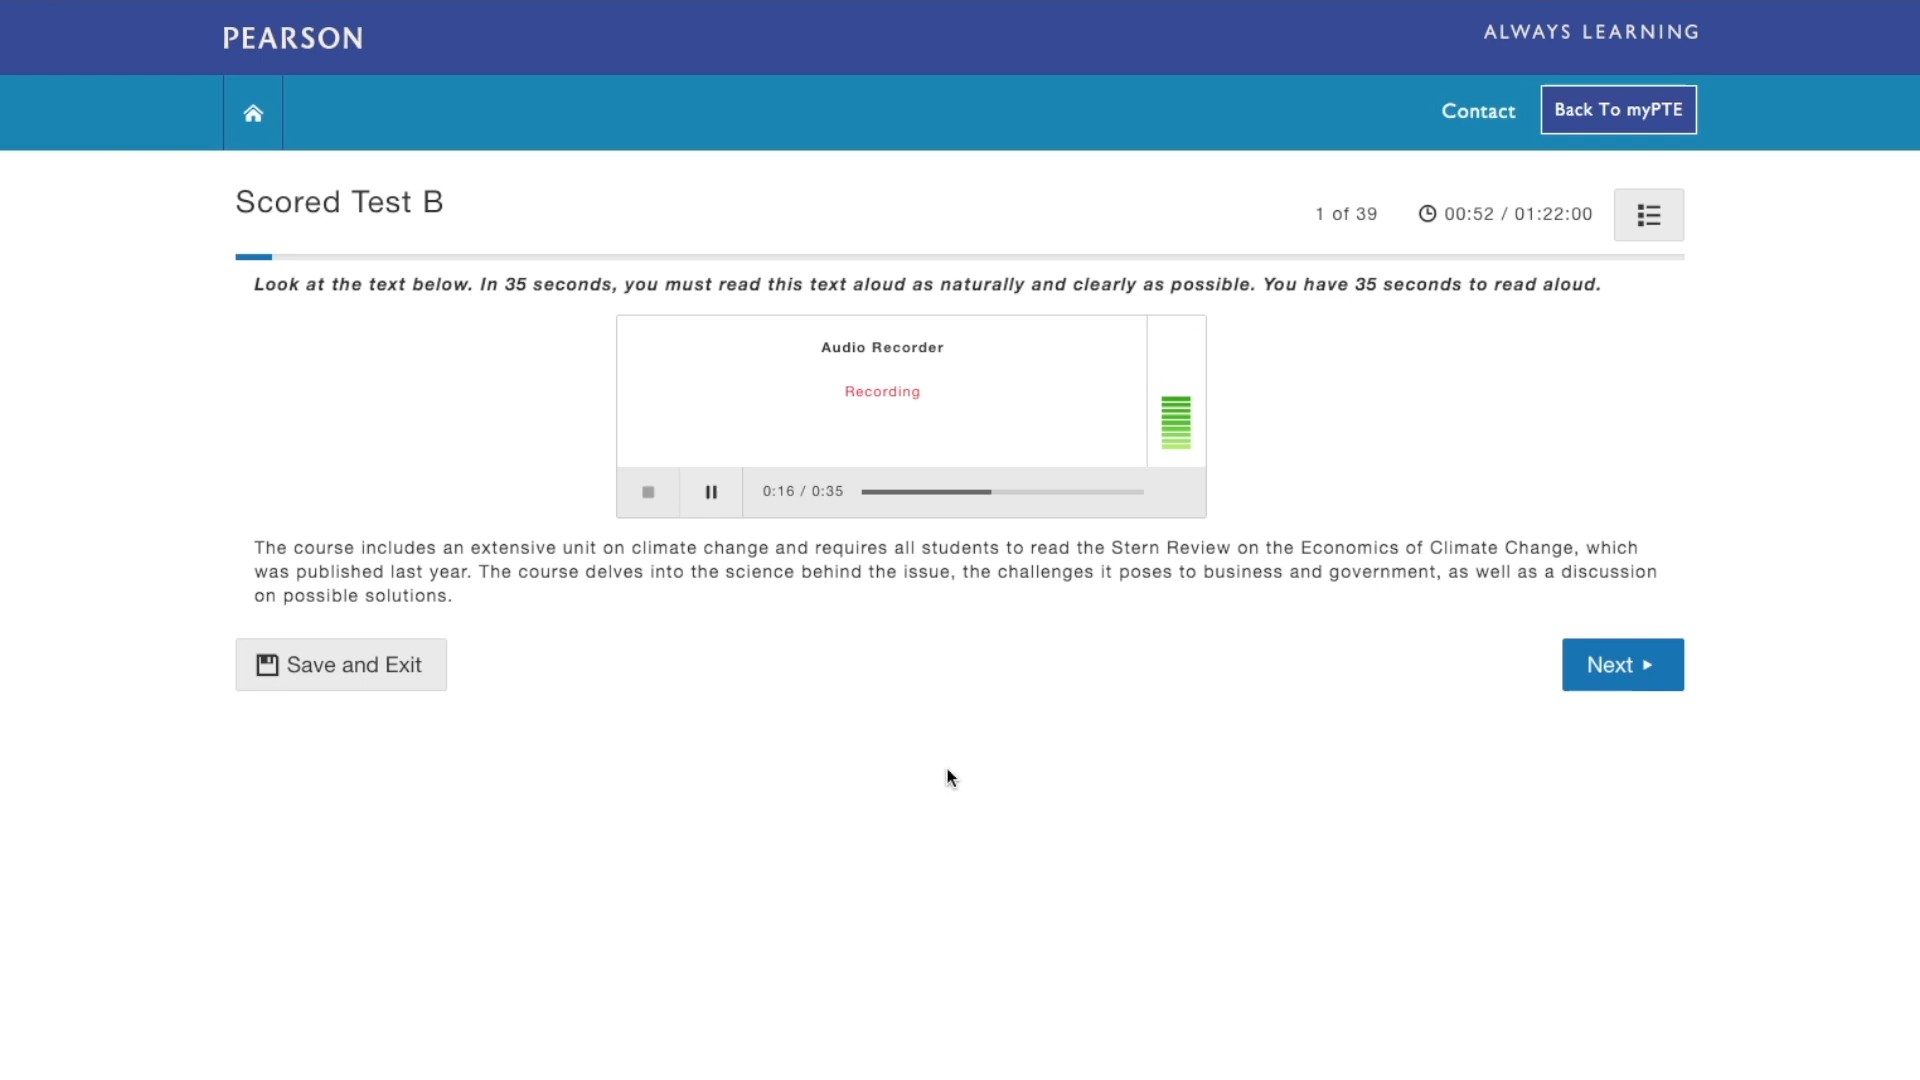 PEARSON
ALWAYS LEARNING
Contact
Back To myPTE
Scored Test B
1 of 39
00:52 / 01:22:00
Look at the text below. In 35 seconds, you must read this text aloud as naturally and clearly as possible. You have 35 seconds to read aloud.
Audio Recorder
Recording
0:16 / 0:35
The course includes an extensive unit on climate change and requires all students to read the Stern Review on the Economics of Climate Change, which
was published last year. The course delves into the science behind the issue, the challenges it poses to business and government, as well as a discussion
on possible solutions.
Save and Exit
Next